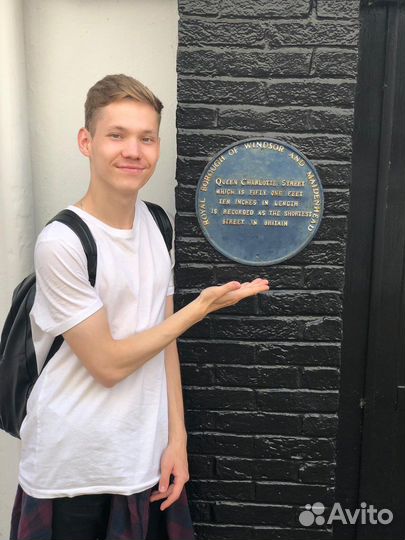 ROYAL BOROUGH OF WINDSOR AND MAIDENHEAD
QUEEN CHARLOTTE STREET
WHICH IS FIFTY ONE FEET
TEN INCHES IN LENGTH
IS RECORDED AS THE SHORTEST
STREET
IN BRITAIN
Avito